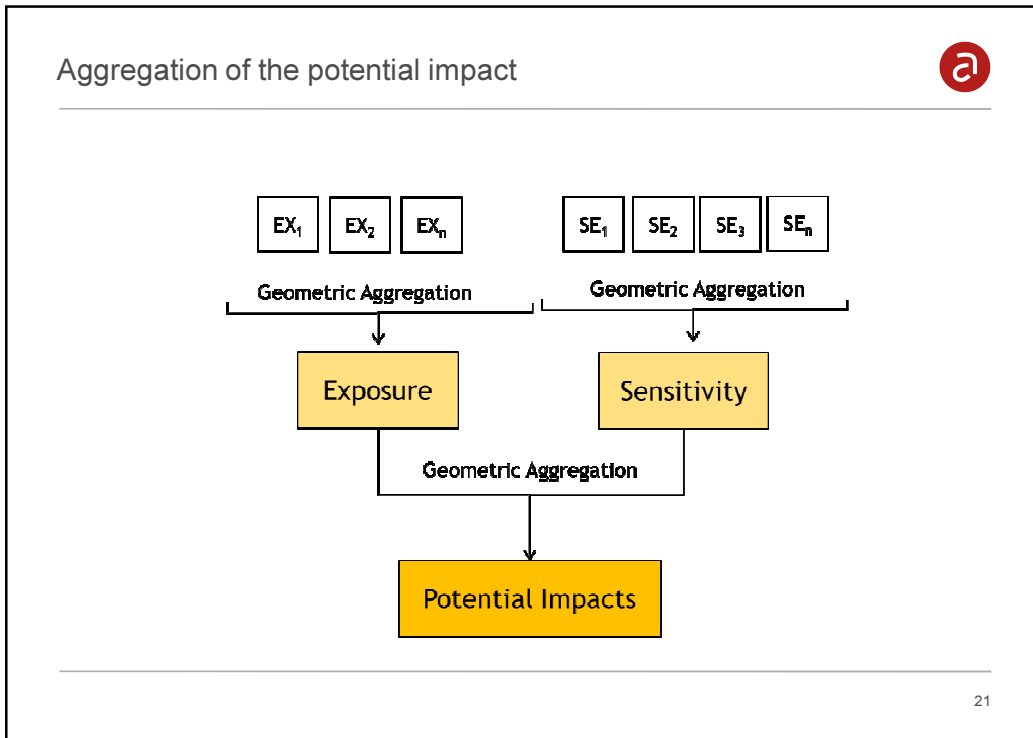 Aggregation of the potential impact
EX₁ EX₂ EXₙ SE₁ SE₂ SE₃ SEₙ
Geometric Aggregation Geometric Aggregation
Exposure Sensitivity
Geometric Aggregation
Potential Impacts
21